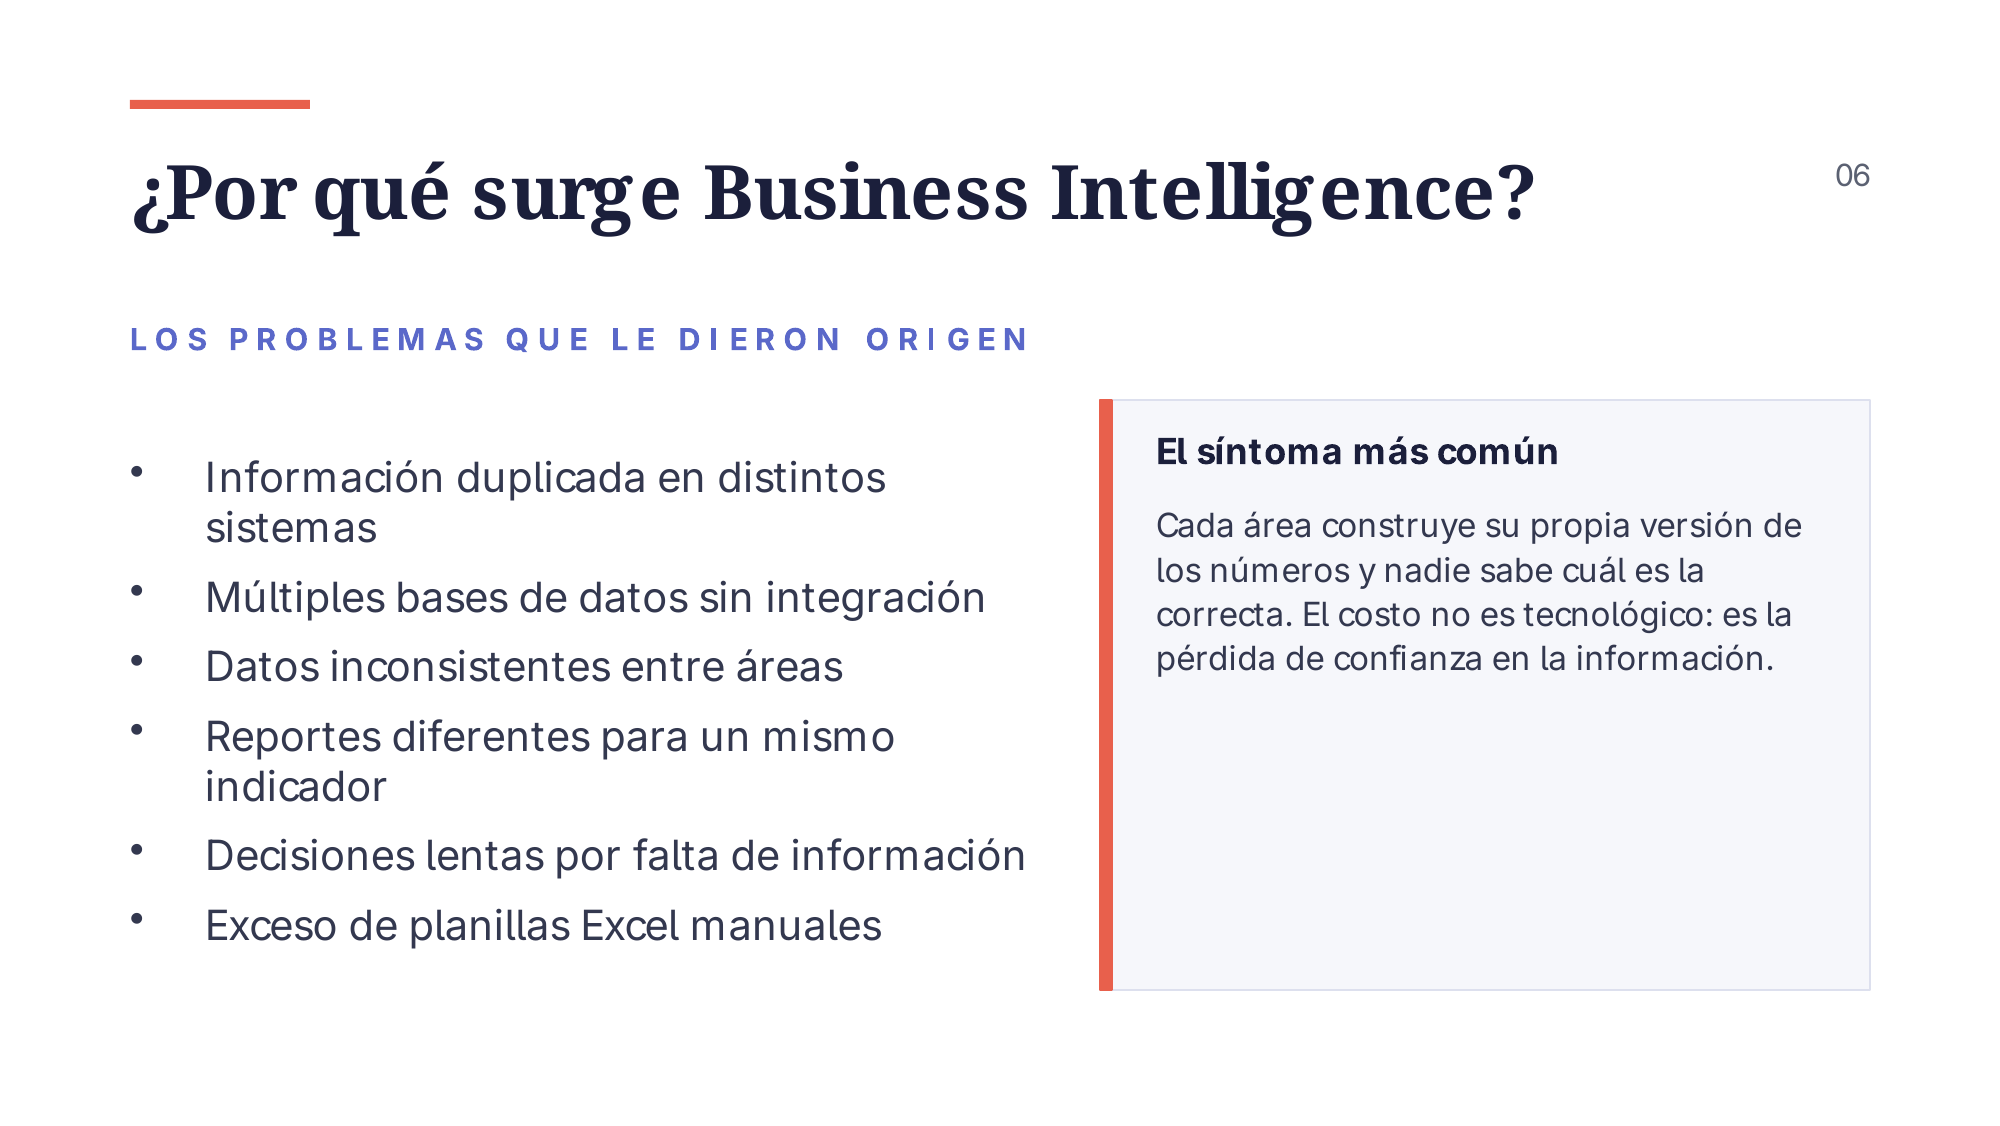 ¿Por qué surge Business Intelligence?
06
LOS PROBLEMAS QUE LE DIERON ORIGEN
• Información duplicada en distintos
sistemas
• Múltiples bases de datos sin integración
• Datos inconsistentes entre áreas
• Reportes diferentes para un mismo
indicador
• Decisiones lentas por falta de información
• Exceso de planillas Excel manuales
El síntoma más común
Cada área construye su propia versión de
los números y nadie sabe cuál es la
correcta. El costo no es tecnológico: es la
pérdida de confianza en la información.